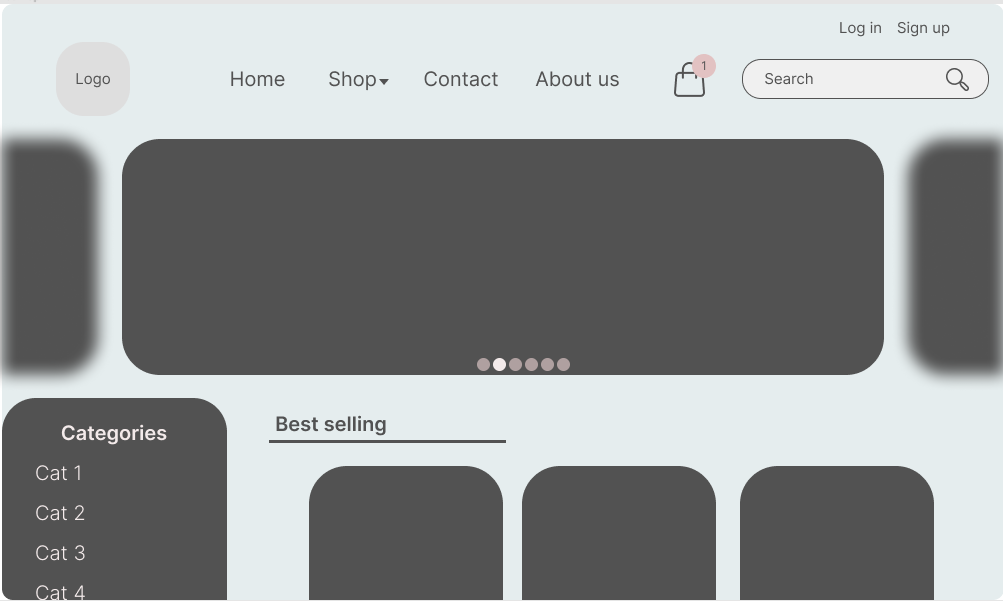 Log in Sign up
Logo
Home Shop Contact About us 1 Search
Categories
Cat 1
Cat 2
Cat 3
Cat 4
Best selling